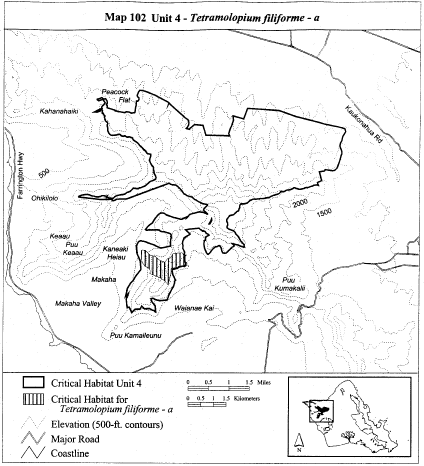 Map 102 Unit 4 - Tetramolopium filiforme - a
Peacock
Flat
Kahanahaiki
Kaukonahua Rd
Farrington Hwy
500
Ohikilolo
2000
1500
Keaau
Puu
Keaau
Kaneaki
Heiau
Makaha
Puu
Kumakalii
Makaha Valley
Waianae Kai
Puu Kamaileunu
Critical Habitat Unit 4
Critical Habitat for
Tetramolopium filiforme - a
Elevation (500-ft. contours)
Major Road
Coastline
0 0.5 1 1.5 Miles
0 0.5 1 1.5 Kilometers
N